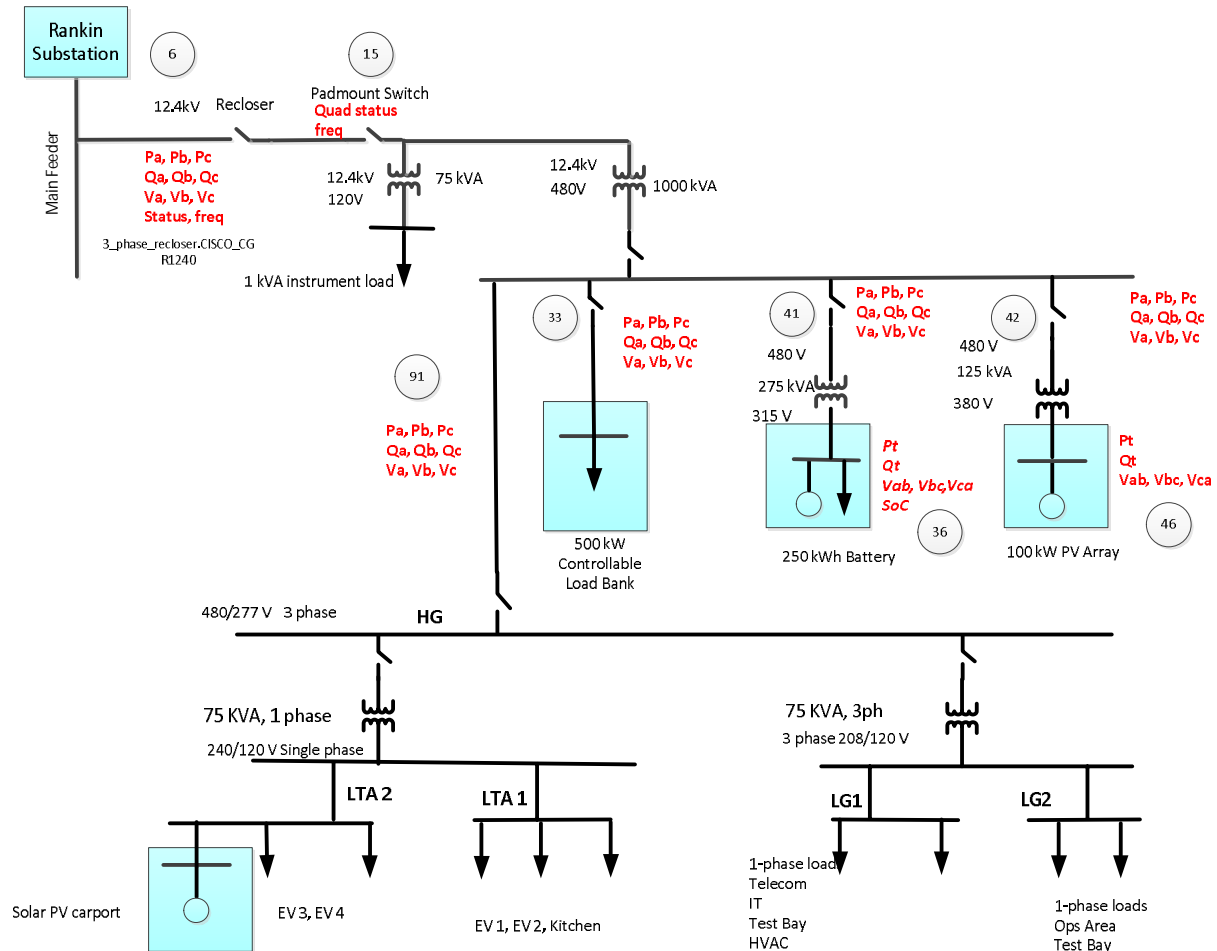 Rankin
Substation
6
15
12.4kV
Recloser
Padmount Switch
Quad status
freq
Main Feeder
Pa, Pb, Pc
Qa, Qb, Qc
Va, Vb, Vc
Status, freq
3_phase_recloser.CISCO_CG
R1240
12.4kV
120V
75 kVA
12.4kV
480V
1000 kVA
1 kVA instrument load
33
Pa, Pb, Pc
Qa, Qb, Qc
Va, Vb, Vc
41
Pa, Pb, Pc
Qa, Qb, Qc
Va, Vb, Vc
42
Pa, Pb, Pc
Qa, Qb, Qc
Va, Vb, Vc
480 V
275 kVA
315 V
480 V
125 kVA
380 V
91
Pa, Pb, Pc
Qa, Qb, Qc
Va, Vb, Vc
500 kW
Controllable
Load Bank
Pt
Qt
Vab, Vbc,Vca
SoC
36
250 kWh Battery
Pt
Qt
Vab, Vbc, Vca
46
100 kW PV Array
480/277 V 3 phase
HG
75 KVA, 1 phase
240/120 V Single phase
75 KVA, 3ph
3 phase 208/120 V
LTA 2
LTA 1
LG1
LG2
Solar PV carport
EV 3, EV 4
EV 1, EV 2, Kitchen
1-phase load
Telecom
IT
Test Bay
HVAC
1-phase loads
Ops Area
Test Bay